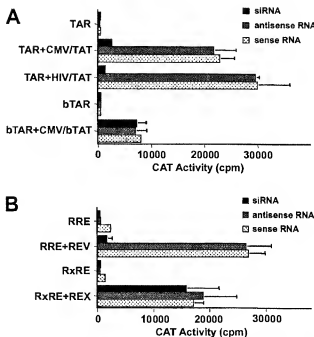 A
siRNA
antisense RNA
sense RNA
TAR
TAR+CMV/TAT
TAR+HIV/TAT
bTAR
bTAR+CMV/bTAT
0 10000 20000 30000
CAT Activity (cpm)
B
siRNA
antisense RNA
sense RNA
RRE
RRE+REV
RxRE
RxRE+REX
0 10000 20000 30000
CAT Activity (cpm)